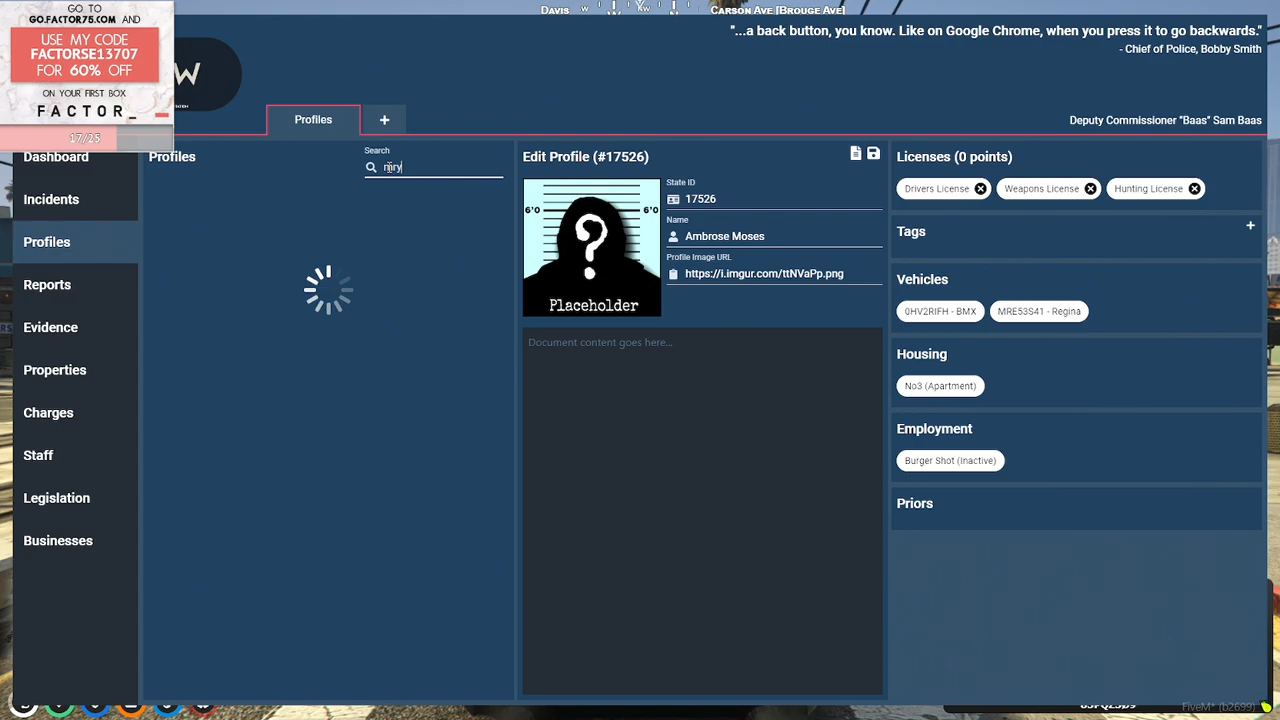 GO TO
GO.FACTOR75.COM AND
USE MY CODE
FACTORSE13707
FOR 60% OFF
ON YOUR FIRST BOX
FACTOR_
17/25
Davis
W
W
NW
N
Carson Ave [Brouge Ave]
"...a back button, you know. Like on Google Chrome, when you press it to go backwards."
- Chief of Police, Bobby Smith
W
Profiles
+
Deputy Commissioner "Baas" Sam Baas
Dashboard
Incidents
Profiles
Reports
Evidence
Properties
Charges
Staff
Legislation
Businesses
Profiles
Search
Edit Profile (#17526)
6'0
6'0
?
Placeholder
State ID
17526
Name
Ambrose Moses
Profile Image URL
https://i.imgur.com/ttNVaPp.png
Document content goes here...
Licenses (0 points)
Drivers License
Weapons License
Hunting License
Tags
+
Vehicles
0HV2RIFH - BMX
MRE53S41 - Regina
Housing
No3 (Apartment)
Employment
Burger Shot (Inactive)
Priors
FiveM* (b2699)